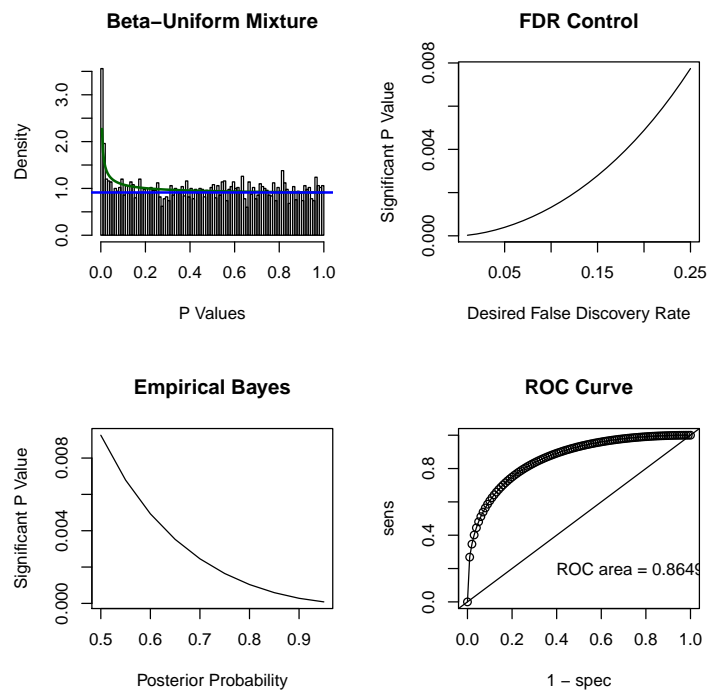 Beta−Uniform Mixture
Density
0.0 1.0 2.0 3.0
0.0 0.2 0.4 0.6 0.8 1.0
P Values
FDR Control
Significant P Value
0.000 0.004 0.008
0.05 0.15 0.25
Desired False Discovery Rate
Empirical Bayes
Significant P Value
0.000 0.004 0.008
0.5 0.6 0.7 0.8 0.9
Posterior Probability
ROC Curve
sens
0.0 0.4 0.8
ROC area = 0.8649
0.0 0.2 0.4 0.6 0.8 1.0
1 − spec